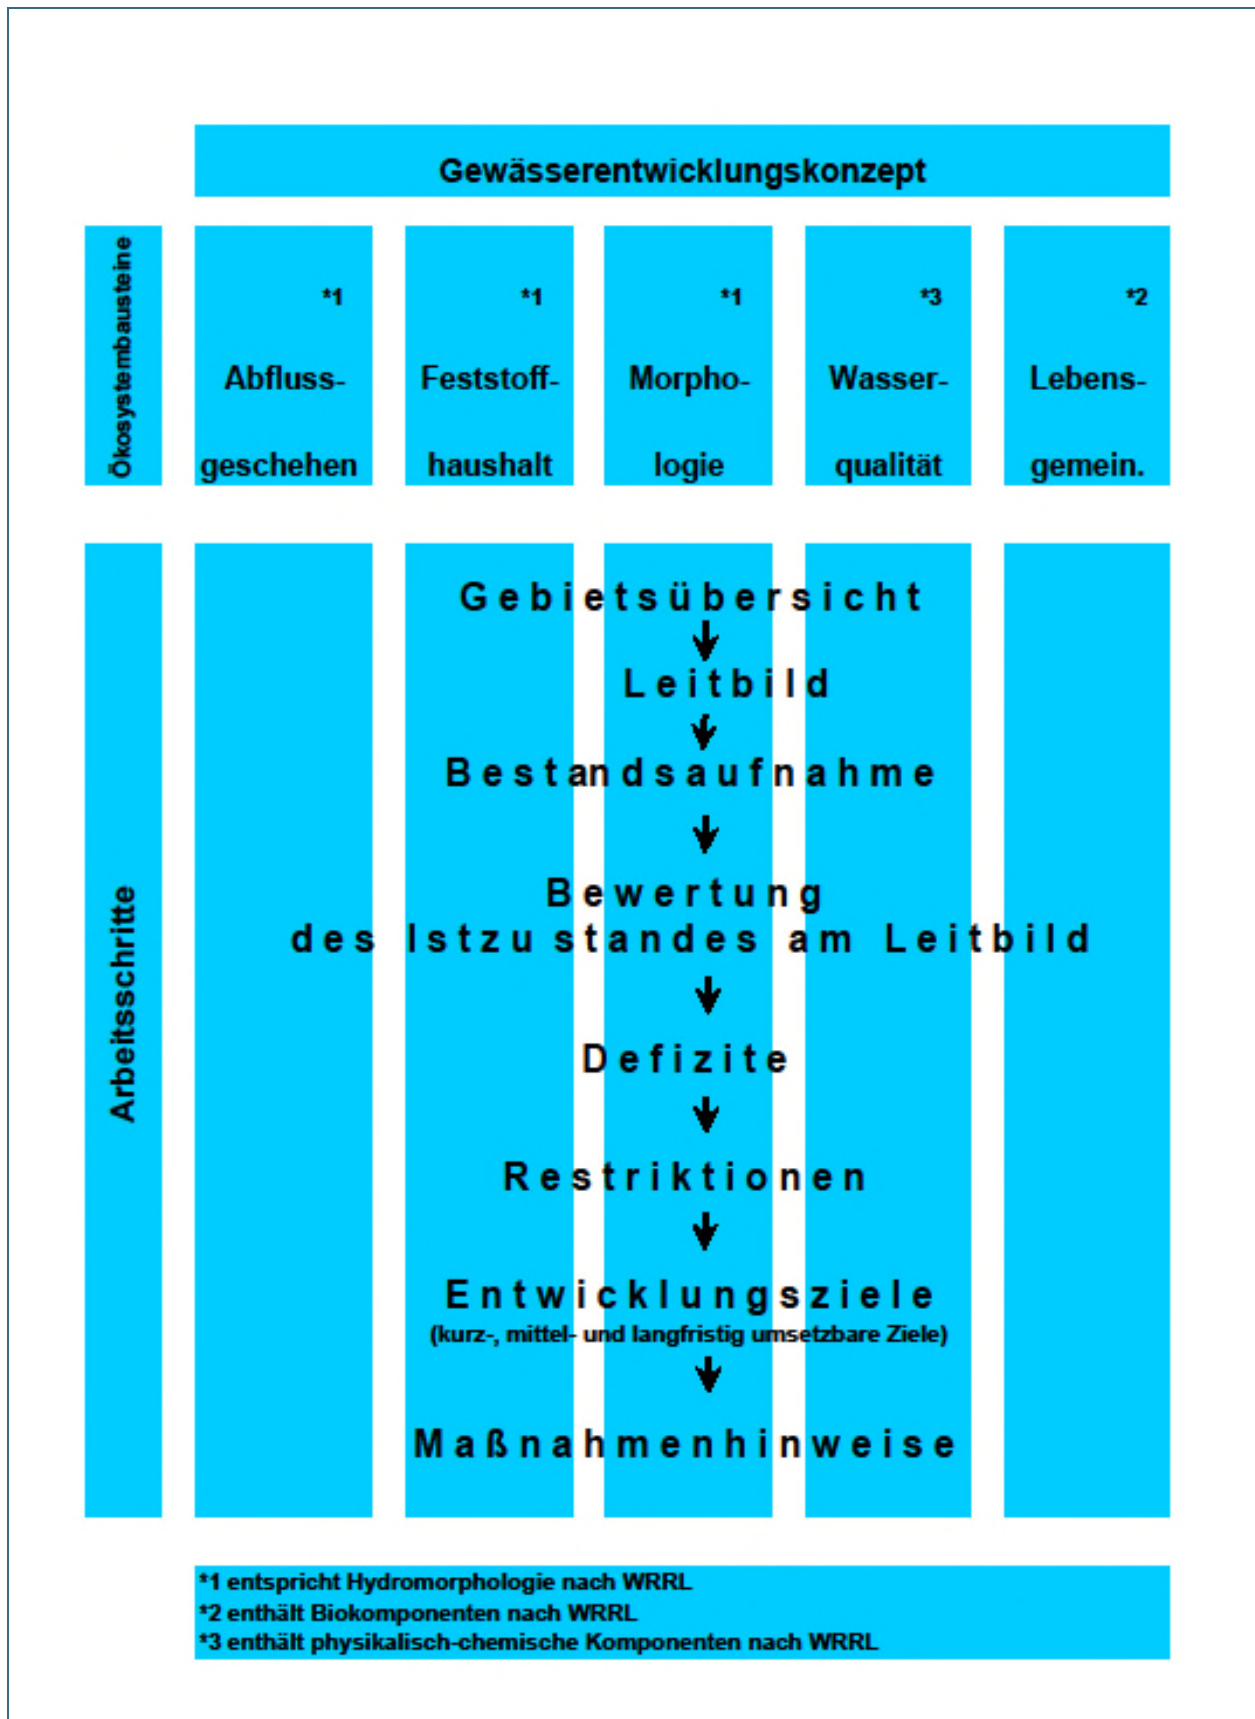 Gewässerentwicklungskonzept
Ökosystembausteine
*1
Abfluss-
geschehen
*1
Feststoff-
haushalt
*1
Morpho-
logie
*3
Wasser-
qualität
*2
Lebens-
gemein.
Arbeitsschritte
Gebietsübersicht
Leitbild
Bestandsaufnahme
Bewertung
des Istzustandes am Leitbild
Defizite
Restriktionen
Entwicklungsziele
(kurz-, mittel- und langfristig umsetzbare Ziele)
Maßnahmenhinweise
*1 entspricht Hydromorphologie nach WRRL
*2 enthält Biokomponenten nach WRRL
*3 enthält physikalisch-chemische Komponenten nach WRRL